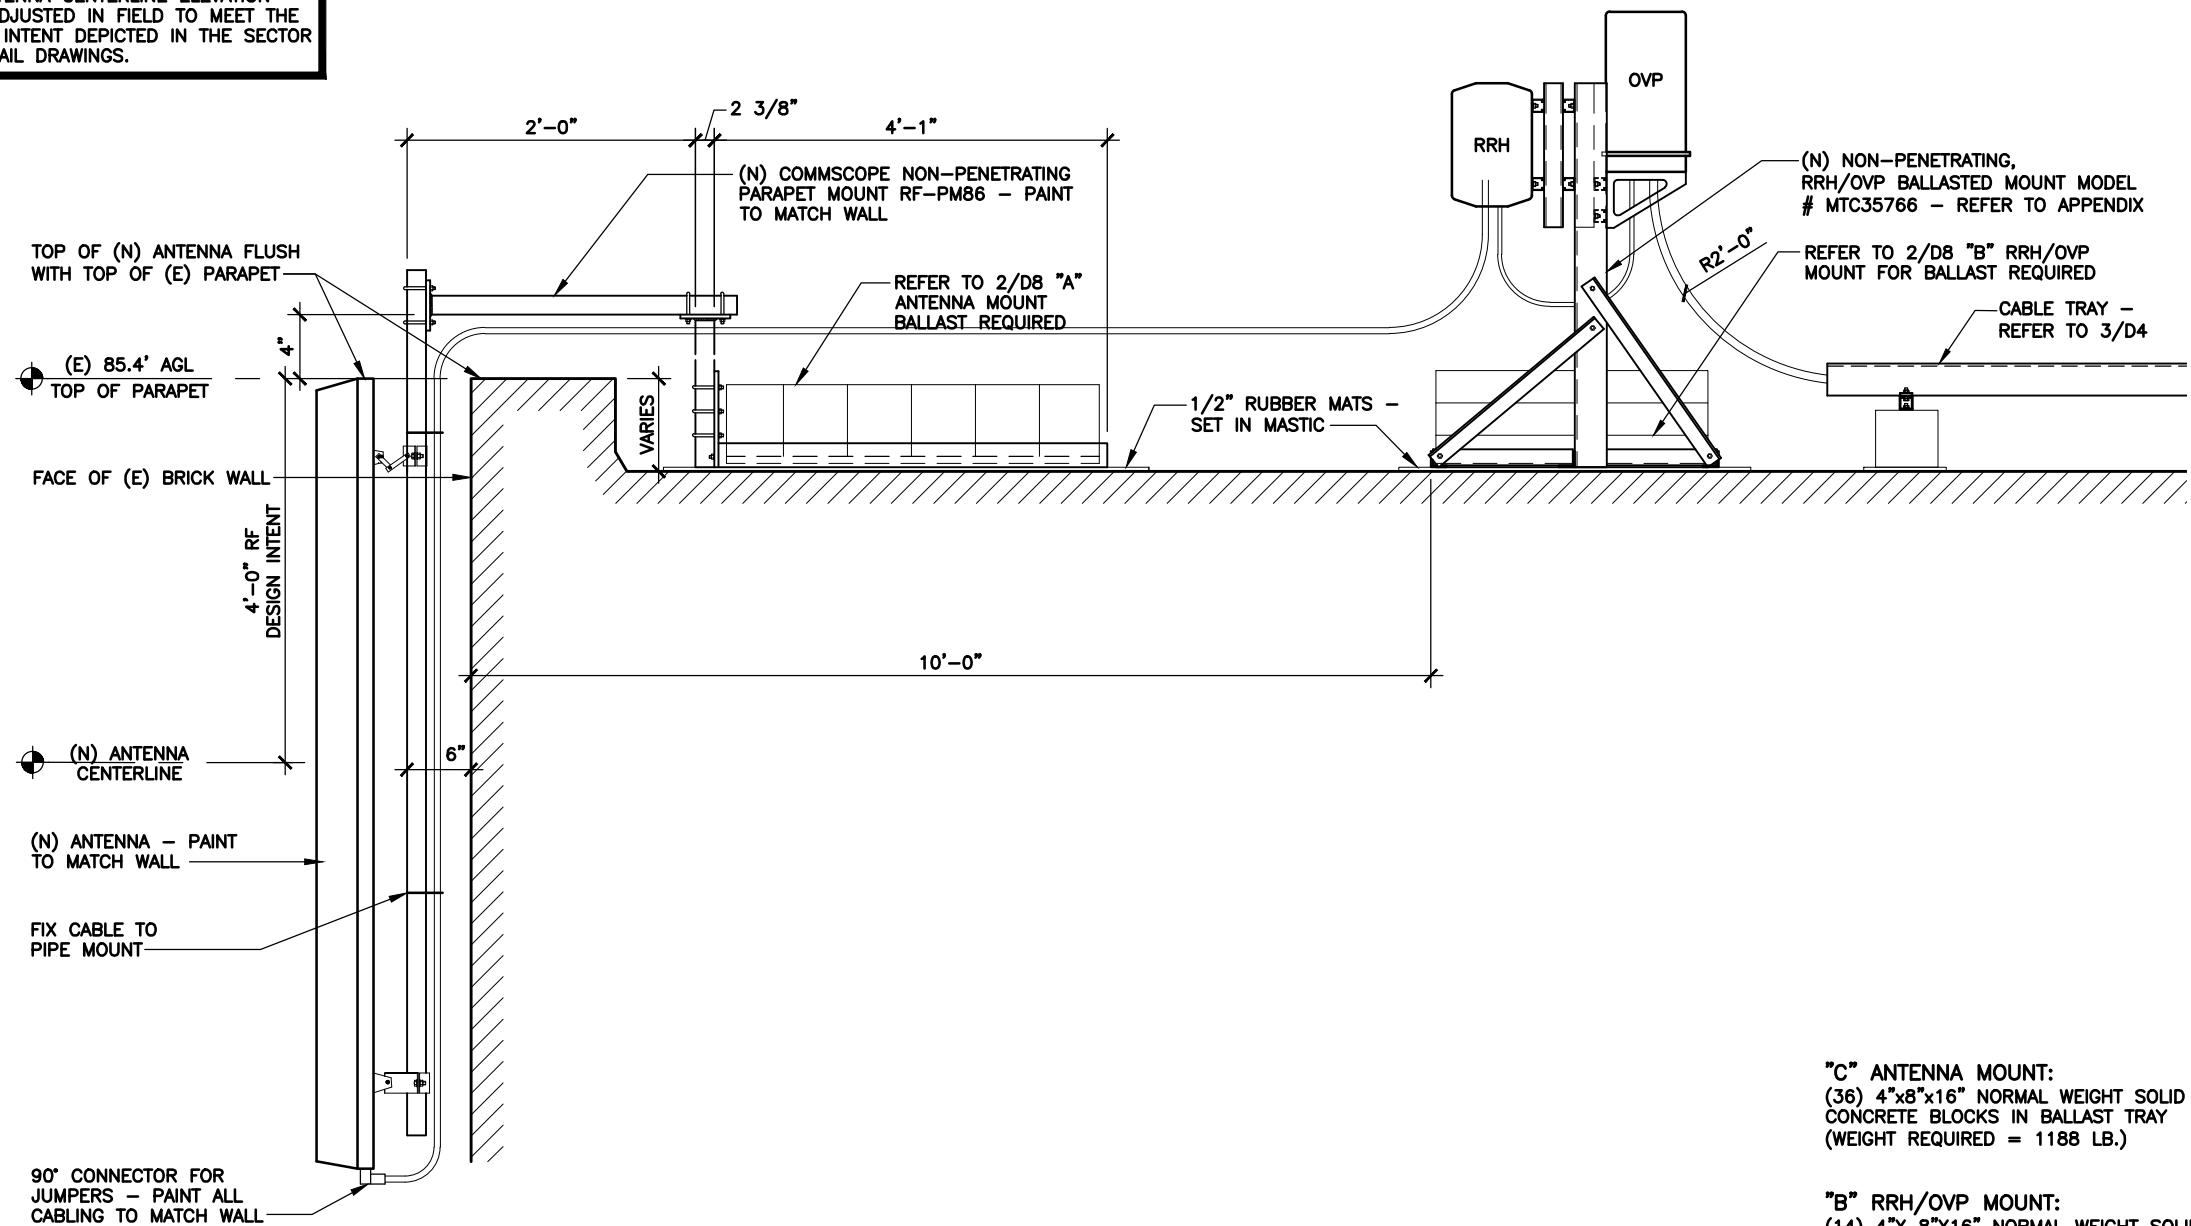 DJUSTED IN FIELD TO MEET THE
INTENT DEPICTED IN THE SECTOR
AIL DRAWINGS.
2'-0"
2 3/8"
4'-1"
(N) COMMSCOPE NON-PENETRATING
PARAPET MOUNT RF-PM86 - PAINT
TO MATCH WALL
RRH
OVP
(N) NON-PENETRATING,
RRH/OVP BALLASTED MOUNT MODEL
# MTC35766 - REFER TO APPENDIX
R2'-0"
REFER TO 2/D8 "B" RRH/OVP
MOUNT FOR BALLAST REQUIRED
CABLE TRAY -
REFER TO 3/D4
TOP OF (N) ANTENNA FLUSH
WITH TOP OF (E) PARAPET
REFER TO 2/D8 "A"
ANTENNA MOUNT
BALLAST REQUIRED
4"
(E) 85.4' AGL
TOP OF PARAPET
VARIES
1/2" RUBBER MATS -
SET IN MASTIC
FACE OF (E) BRICK WALL
4'-0" RF
DESIGN INTENT
10'-0"
6"
(N) ANTENNA
CENTERLINE
(N) ANTENNA - PAINT
TO MATCH WALL
FIX CABLE TO
PIPE MOUNT
90° CONNECTOR FOR
JUMPERS - PAINT ALL
CABLING TO MATCH WALL
"C" ANTENNA MOUNT:
(36) 4"x8"x16" NORMAL WEIGHT SOLID
CONCRETE BLOCKS IN BALLAST TRAY
(WEIGHT REQUIRED = 1188 LB.)
"B" RRH/OVP MOUNT:
(14) 4"X 8"X16" NORMAL WEIGHT SOLI